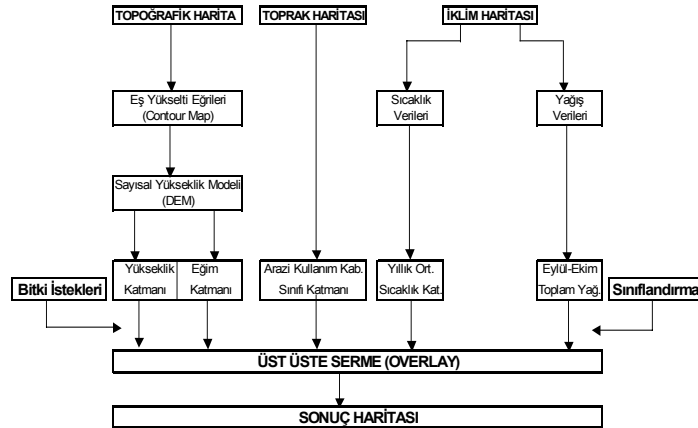 TOPOĞRAFİK HARİTA
TOPRAK HARİTASI
İKLİM HARİTASI
Eş Yükselti Eğrileri
(Contour Map)
Sıcaklık
Verileri
Yağış
Verileri
Sayısal Yükseklik Modeli
(DEM)
Bitki İstekleri
Yükseklik
Katmanı
Eğim
Katmanı
Arazi Kullanım Kab.
Sınıfı Katmanı
Yıllık Ort.
Sıcaklık Kat.
Eylül-Ekim
Toplam Yağ.
Sınıflandırma
ÜST ÜSTE SERME (OVERLAY)
SONUÇ HARİTASI